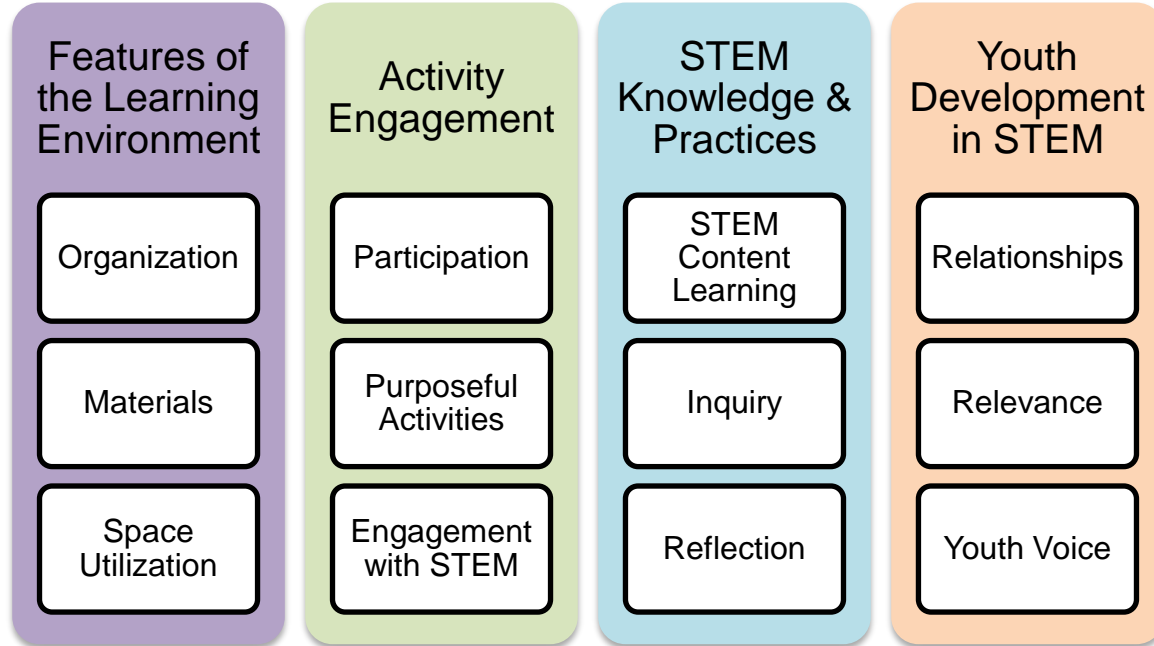 Features of
the Learning
Environment
Organization
Materials
Space
Utilization
Activity
Engagement
Participation
Purposeful
Activities
Engagement
with STEM
STEM
Knowledge &
Practices
STEM
Content
Learning
Inquiry
Reflection
Youth
Development
in STEM
Relationships
Relevance
Youth Voice